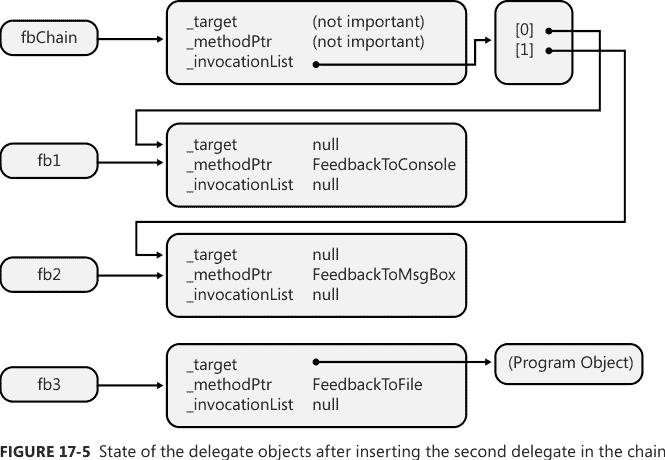 fbChain
_target (not important)
_methodPtr (not important)
_invocationList
[0]
[1]
fb1
_target null
_methodPtr FeedbackToConsole
_invocationList null
fb2
_target null
_methodPtr FeedbackToMsgBox
_invocationList null
fb3
_target
_methodPtr FeedbackToFile
_invocationList null
(Program Object)
FIGURE 17-5 State of the delegate objects after inserting the second delegate in the chain